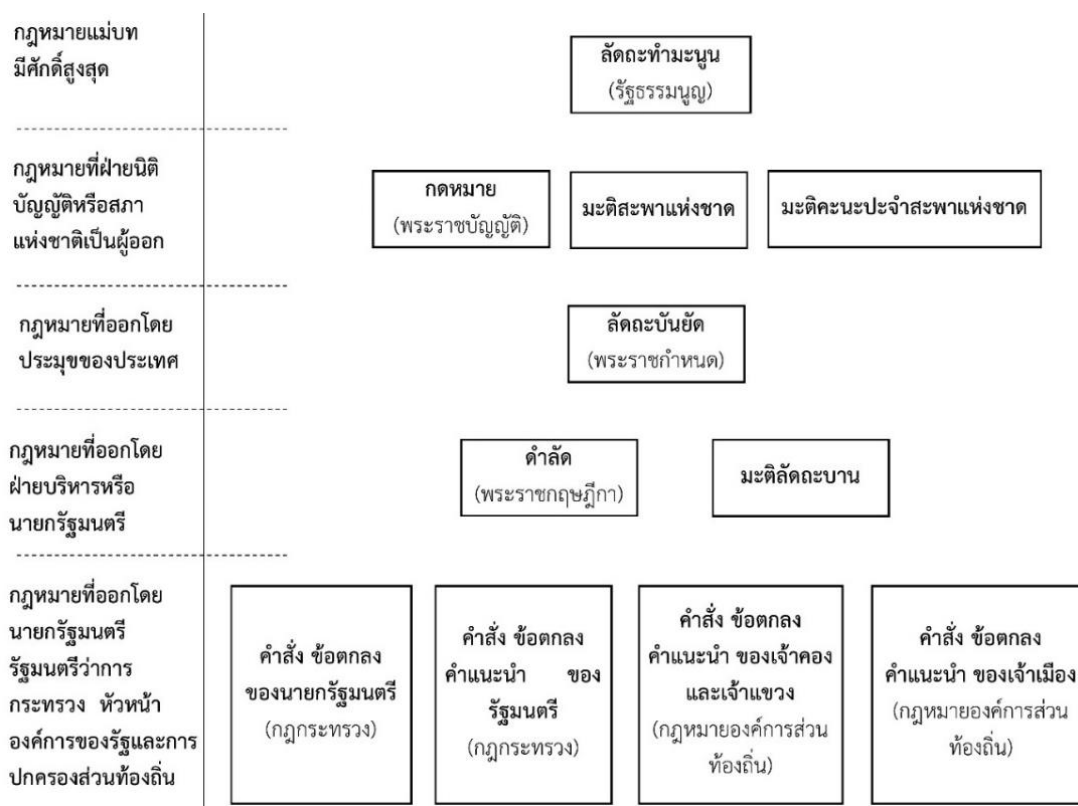 กฎหมายแม่บท
มีศักดิ์สูงสุด
ลัดถะทำมะนูน
(รัฐธรรมนูญ)
กฎหมายที่ฝ่ายนิติ
บัญญัติหรือสภา
แห่งชาติเป็นผู้ออก
กดหมาย
(พระราชบัญญัติ)
มะติสะพาแห่งชาด
มะติคะนะปะจำสะพาแห่งชาด
กฎหมายที่ออกโดย
ประมุขของประเทศ
ลัดถะบันยัด
(พระราชกำหนด)
กฎหมายที่ออกโดย
ฝ่ายบริหารหรือ
นายกรัฐมนตรี
ดำลัด
(พระราชกฤษฎีกา)
มะติลัดถะบาน
กฎหมายที่ออกโดย
นายกรัฐมนตรี
รัฐมนตรีว่าการ
กระทรวง หัวหน้า
องค์การของรัฐและการ
ปกครองส่วนท้องถิ่น
คำสั่ง ข้อตกลง
ของนายกรัฐมนตรี
(กฎกระทรวง)
คำสั่ง ข้อตกลง
คำแนะนำ ของ
รัฐมนตรี
(กฎกระทรวง)
คำสั่ง ข้อตกลง
คำแนะนำ ของเจ้าคอง
และเจ้าแขวง
(กฎหมายองค์การส่วน
ท้องถิ่น)
คำสั่ง ข้อตกลง
คำแนะนำ ของเจ้าเมือง
(กฎหมายองค์การส่วน
ท้องถิ่น)